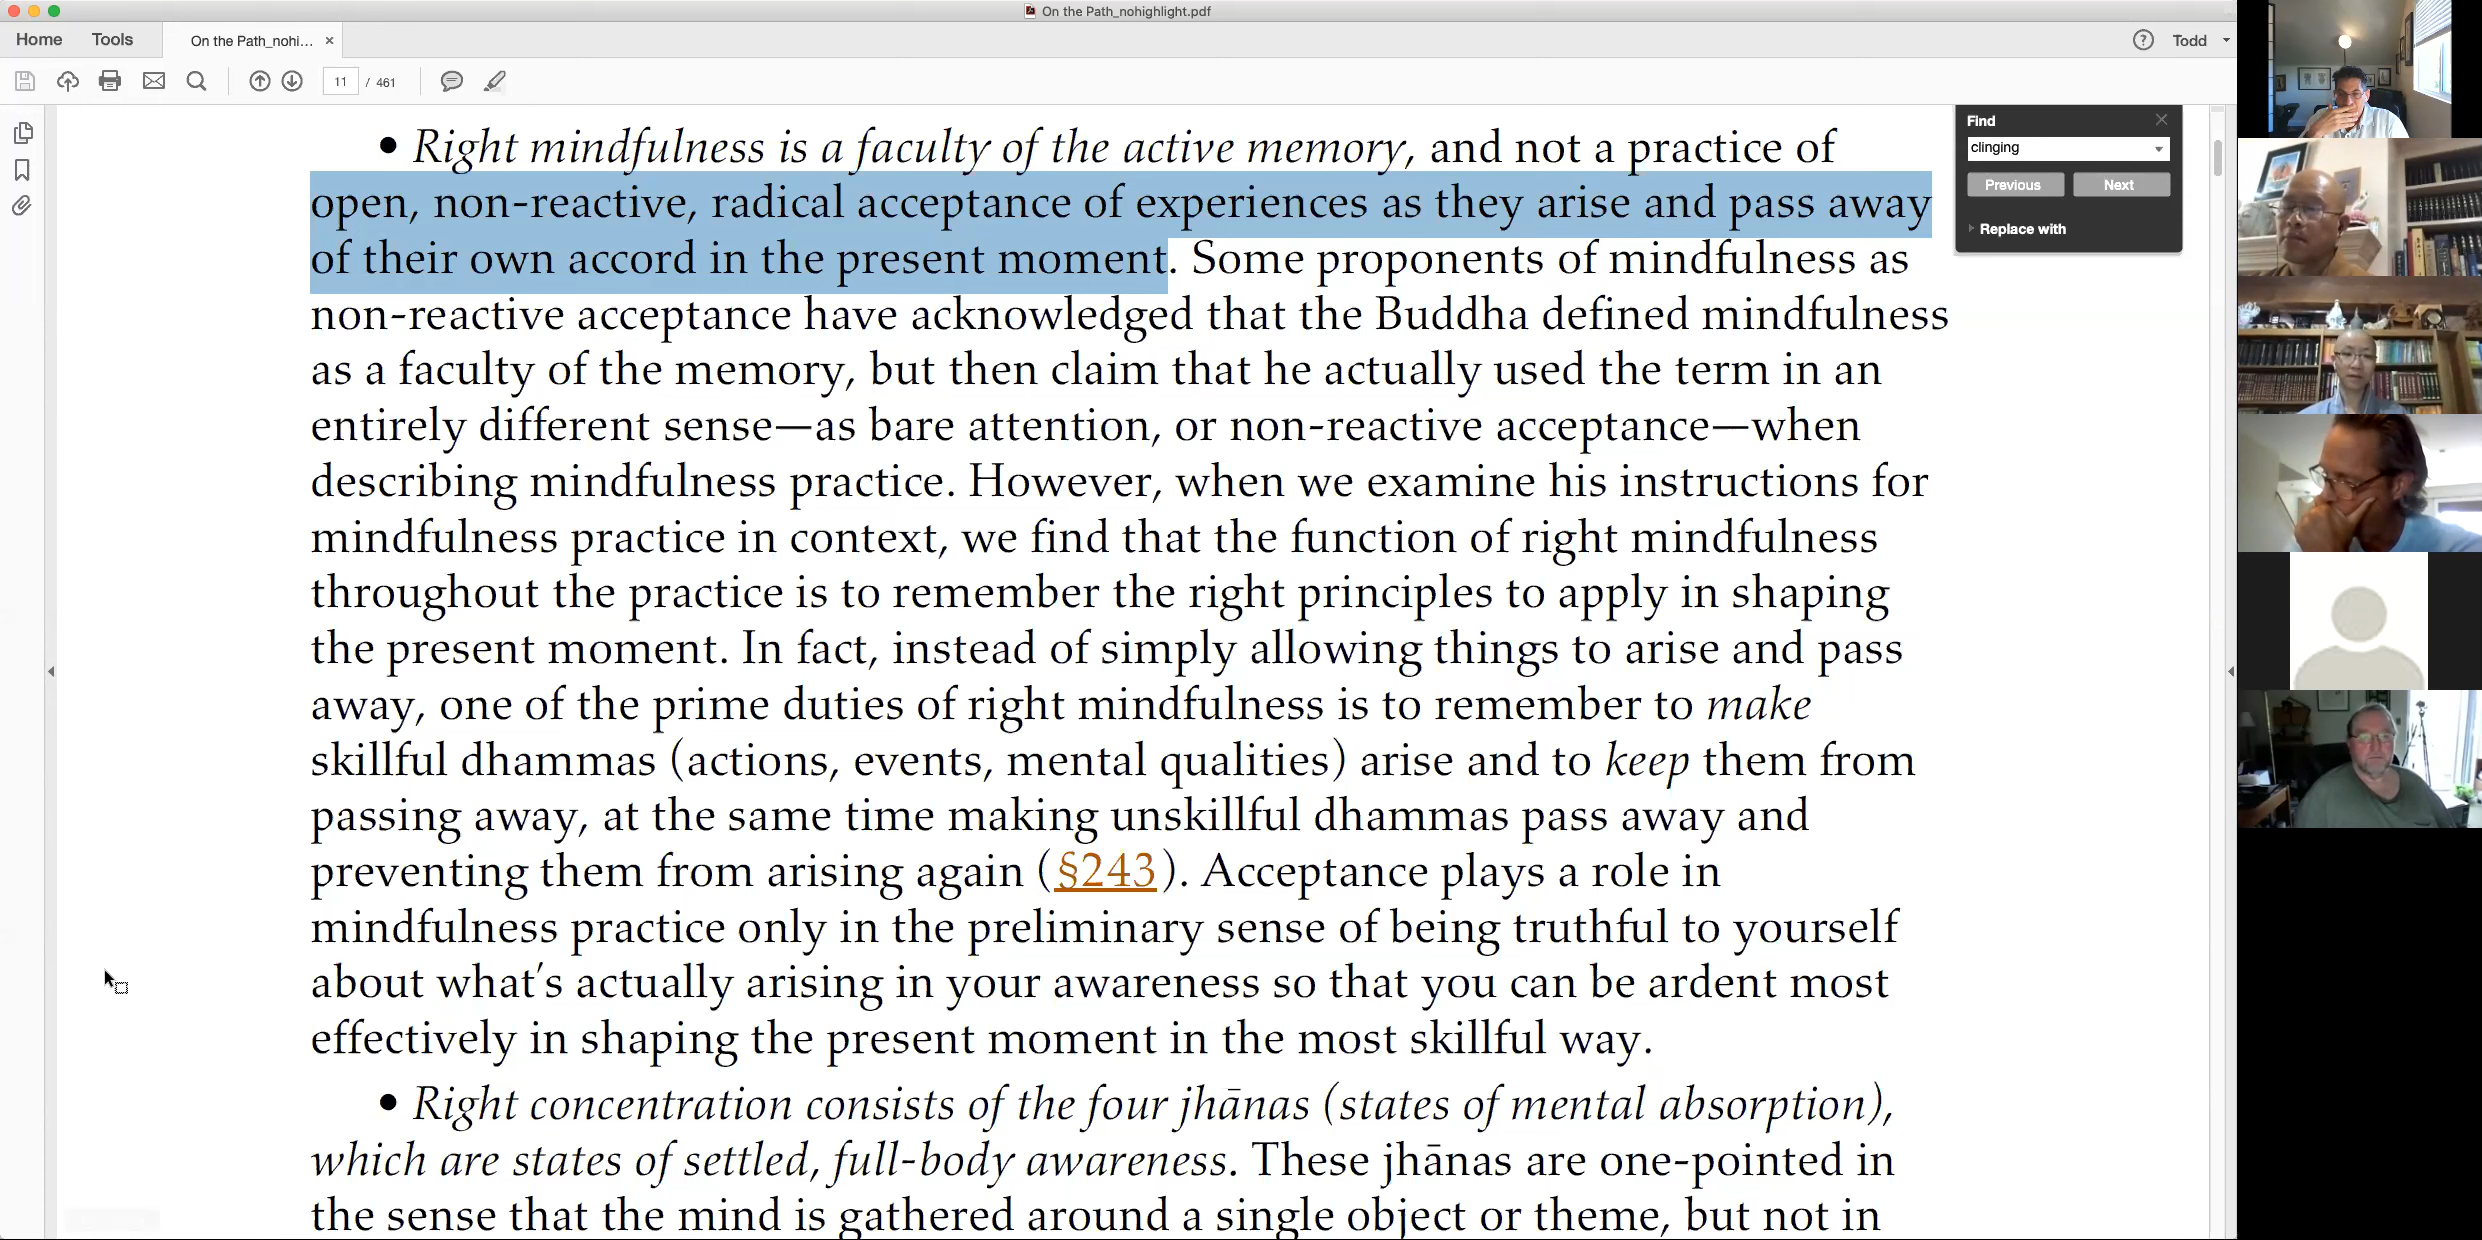 On the Path_nohighlight.pdf
Home
Tools
On the Path_nohi...
Todd
11 / 461
Find
clinging
Previous
Next
Replace with
• Right mindfulness is a faculty of the active memory, and not a practice of
open, non-reactive, radical acceptance of experiences as they arise and pass away
of their own accord in the present moment. Some proponents of mindfulness as
non-reactive acceptance have acknowledged that the Buddha defined mindfulness
as a faculty of the memory, but then claim that he actually used the term in an
entirely different sense—as bare attention, or non-reactive acceptance—when
describing mindfulness practice. However, when we examine his instructions for
mindfulness practice in context, we find that the function of right mindfulness
throughout the practice is to remember the right principles to apply in shaping
the present moment. In fact, instead of simply allowing things to arise and pass
away, one of the prime duties of right mindfulness is to remember to make
skillful dhammas (actions, events, mental qualities) arise and to keep them from
passing away, at the same time making unskillful dhammas pass away and
preventing them from arising again (§243). Acceptance plays a role in
mindfulness practice only in the preliminary sense of being truthful to yourself
about what's actually arising in your awareness so that you can be ardent most
effectively in shaping the present moment in the most skillful way.
• Right concentration consists of the four jhānas (states of mental absorption),
which are states of settled, full-body awareness. These jhānas are one-pointed in
the sense that the mind is gathered around a single object or theme, but not in